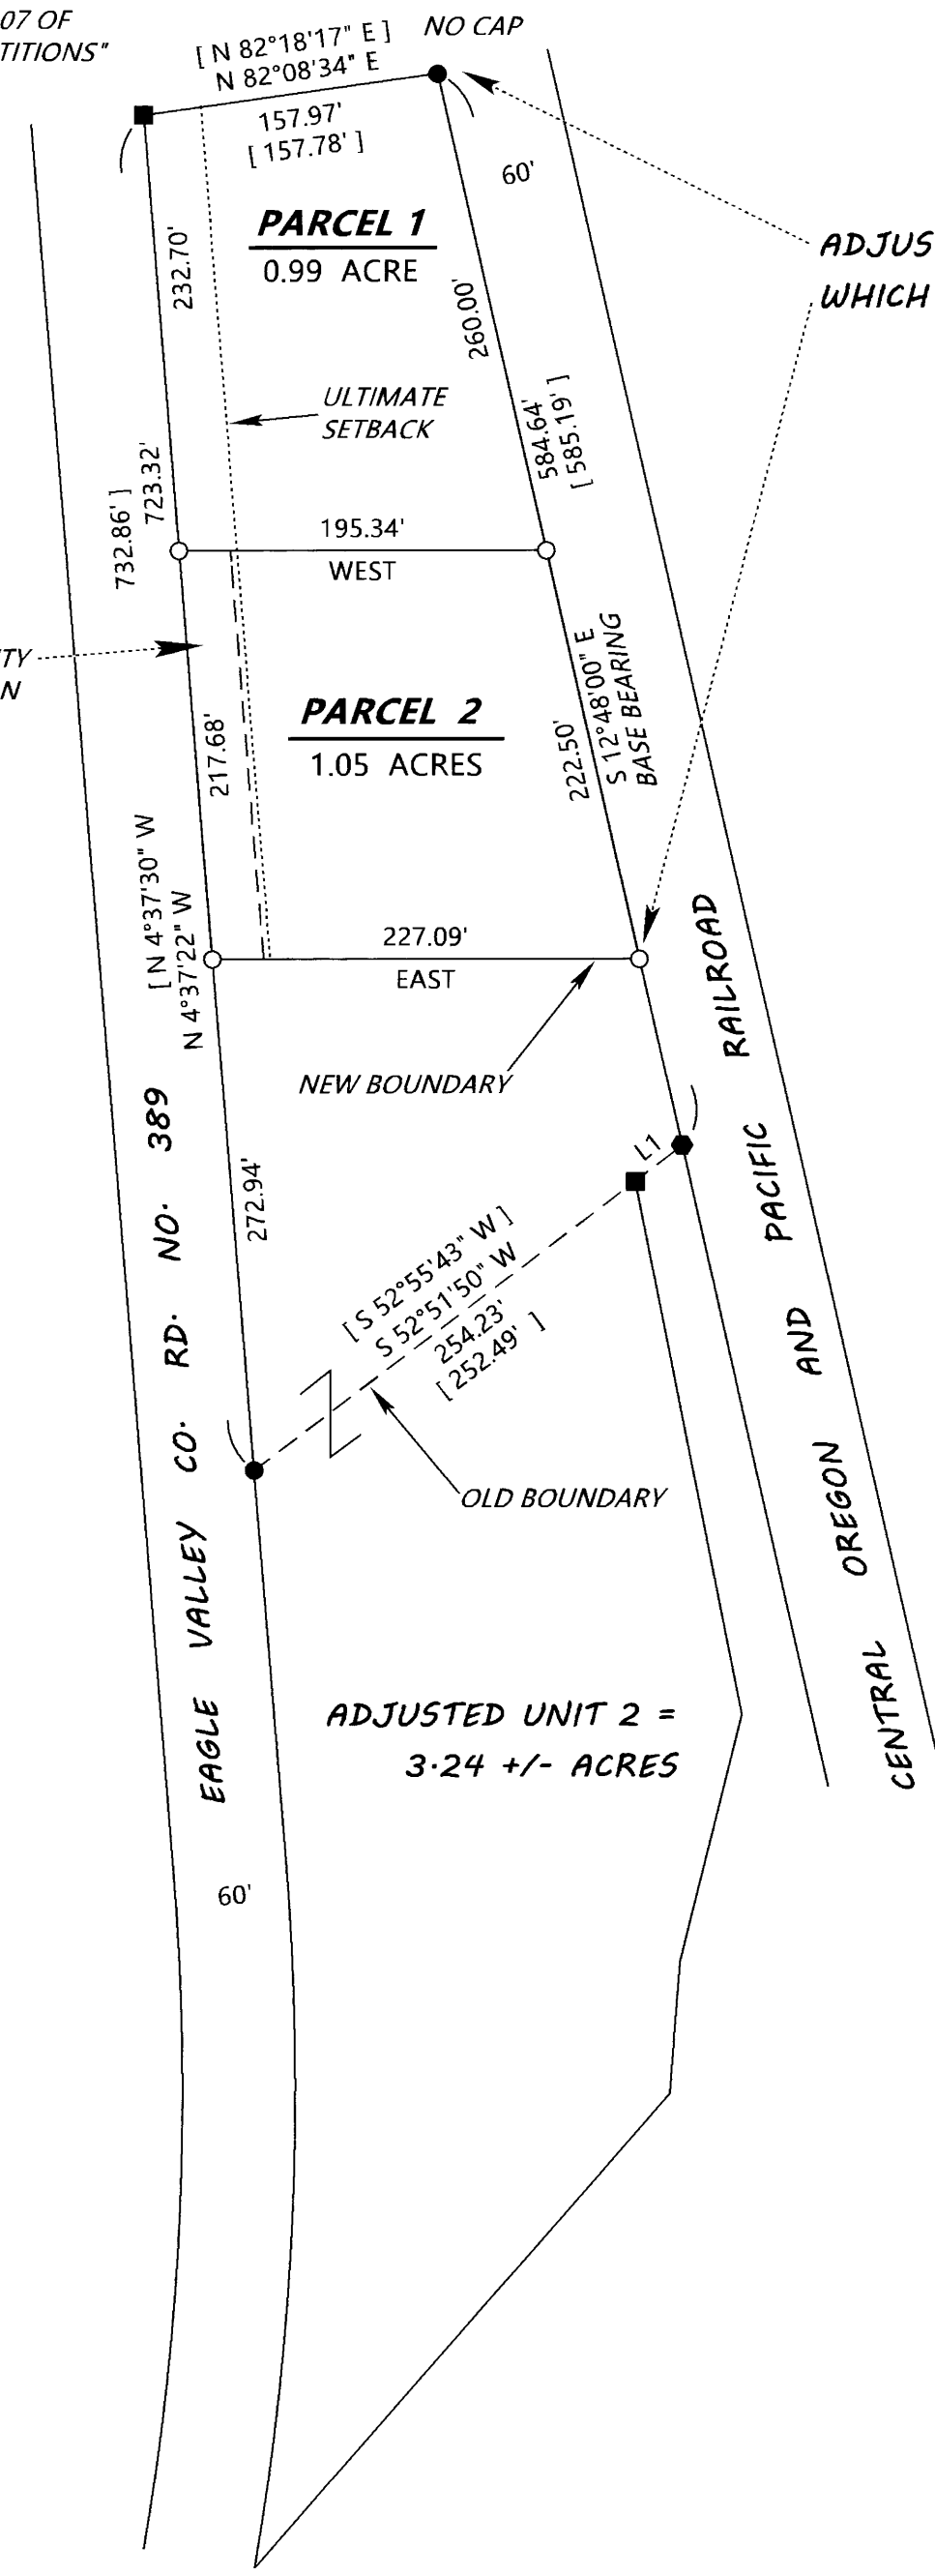 07 OF
TITIONS"
[ N 82°18'17" E ]
N 82°08'34" E
NO CAP
157.97'
[ 157.78' ]
60'
PARCEL 1
0.99 ACRE
232.70'
260.00'
ADJUS
WHICH
ULTIMATE
SETBACK
584.64'
[ 585.19' ]
723.32'
732.86' ]
195.34'
WEST
TY
N
PARCEL 2
1.05 ACRES
217.68'
222.50'
S 12°48'00" E
BASE BEARING
[ N 4°37'30" W
N 4°37'22" W
227.09'
EAST
NEW BOUNDARY
272.94'
L1
[ S 52°55'43" W ]
S 52°51'50" W
254.23'
[ 252.49' ]
OLD BOUNDARY
EAGLE VALLEY CO. RD. NO. 389
CENTRAL OREGON AND PACIFIC RAILROAD
ADJUSTED UNIT 2 =
3.24 +/- ACRES
60'